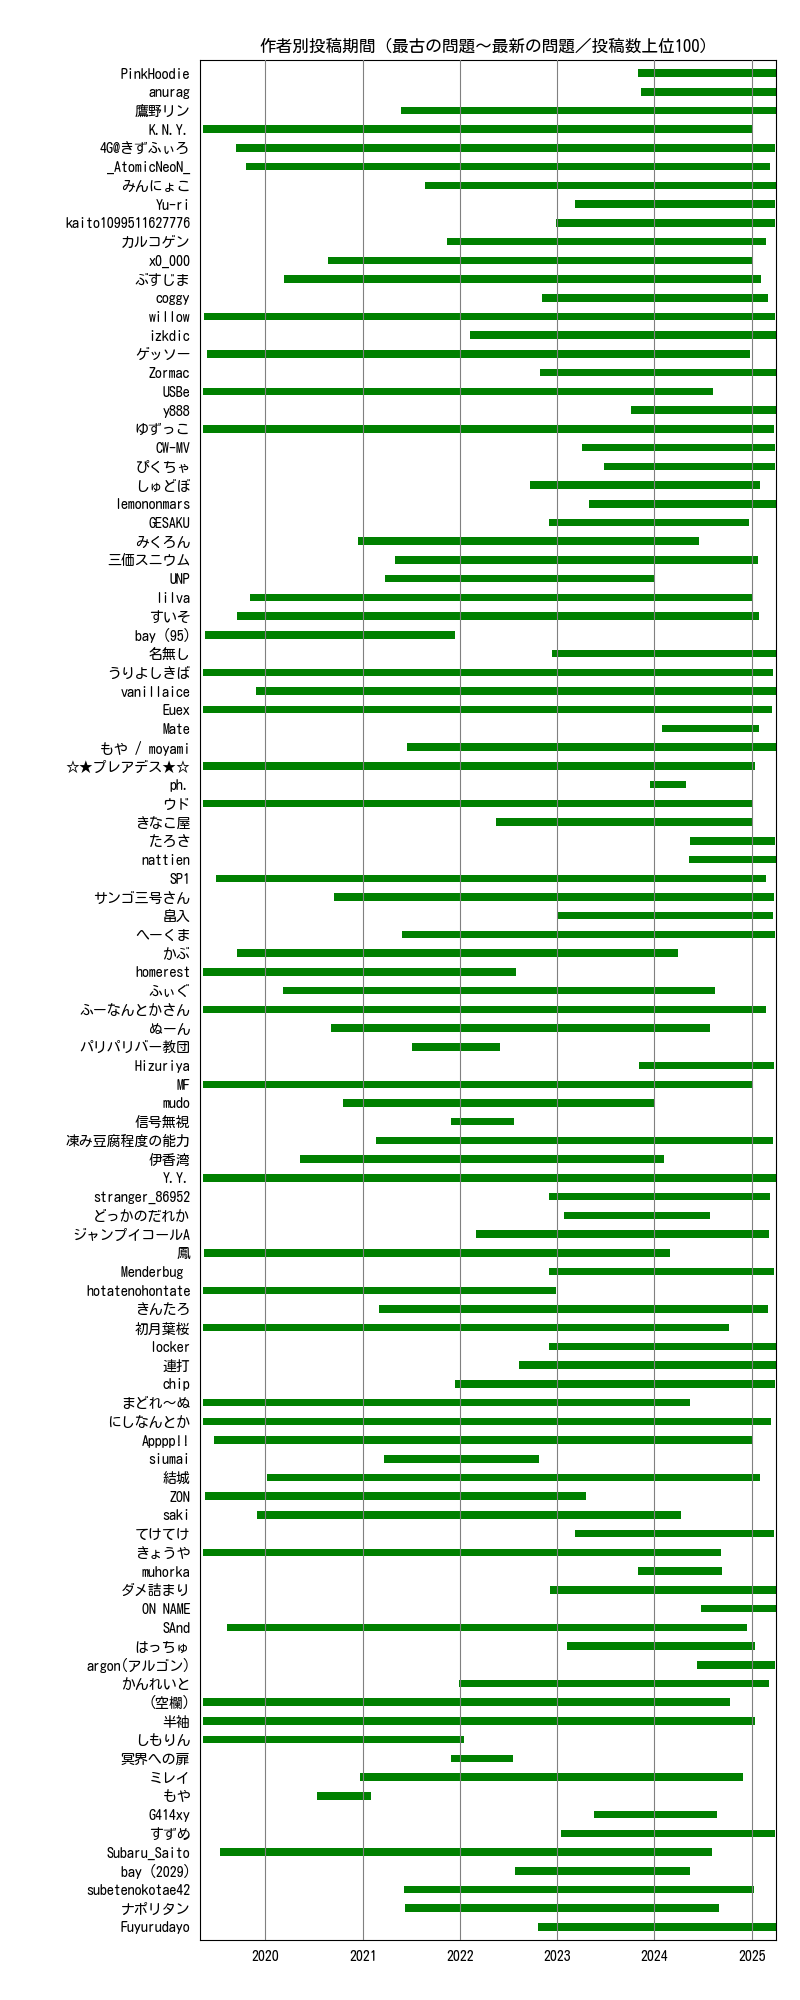 作者別投稿期間（最古の問題～最新の問題／投稿数上位100）
PinkHoodie
anurag
鷹野リン
K.N.Y.
4G@きずふぃろ
_AtomicNeoN_
みんにょこ
Yu-ri
kaito1099511627776
カルコゲン
x0_000
ぶすじま
coggy
willow
izkdic
ゲッソー
Zormac
USBe
y888
ゆずっこ
CW-MV
ぴくちゃ
しゅどぼ
lemononmars
GESAKU
みくろん
三価スニウム
UNP
lilva
すいそ
bay (95)
名無し
うりよしきば
vanillaice
Euex
Mate
もや / moyami
☆★プレアデス★☆
ph.
ウド
きなこ屋
たろさ
nattien
SP1
サンゴ三号さん
畠入
へーくま
かぶ
homerest
ふぃぐ
ふーなんとかさん
ぬーん
パリパリバー教団
Hizuriya
MF
mudo
信号無視
凍み豆腐程度の能力
伊香湾
Y.Y.
stranger_86952
どっかのだれか
ジャンプイコールA
鳳
Menderbug
hotatenohontate
きんたろ
初月葉桜
locker
連打
chip
まどれ～ぬ
にしなんとか
Appppl!
siumai
結城
ZON
saki
てけてけ
きょうや
muhorka
ダメ詰まり
ON NAME
SAnd
はっちゅ
argon(アルゴン)
かんれいと
(空欄)
半袖
しもりん
冥界への扉
ミレイ
もや
G414xy
すずめ
Subaru_Saito
bay (2029)
subetenokotae42
ナポリタン
Fuyurudayo
2020 2021 2022 2023 2024 2025